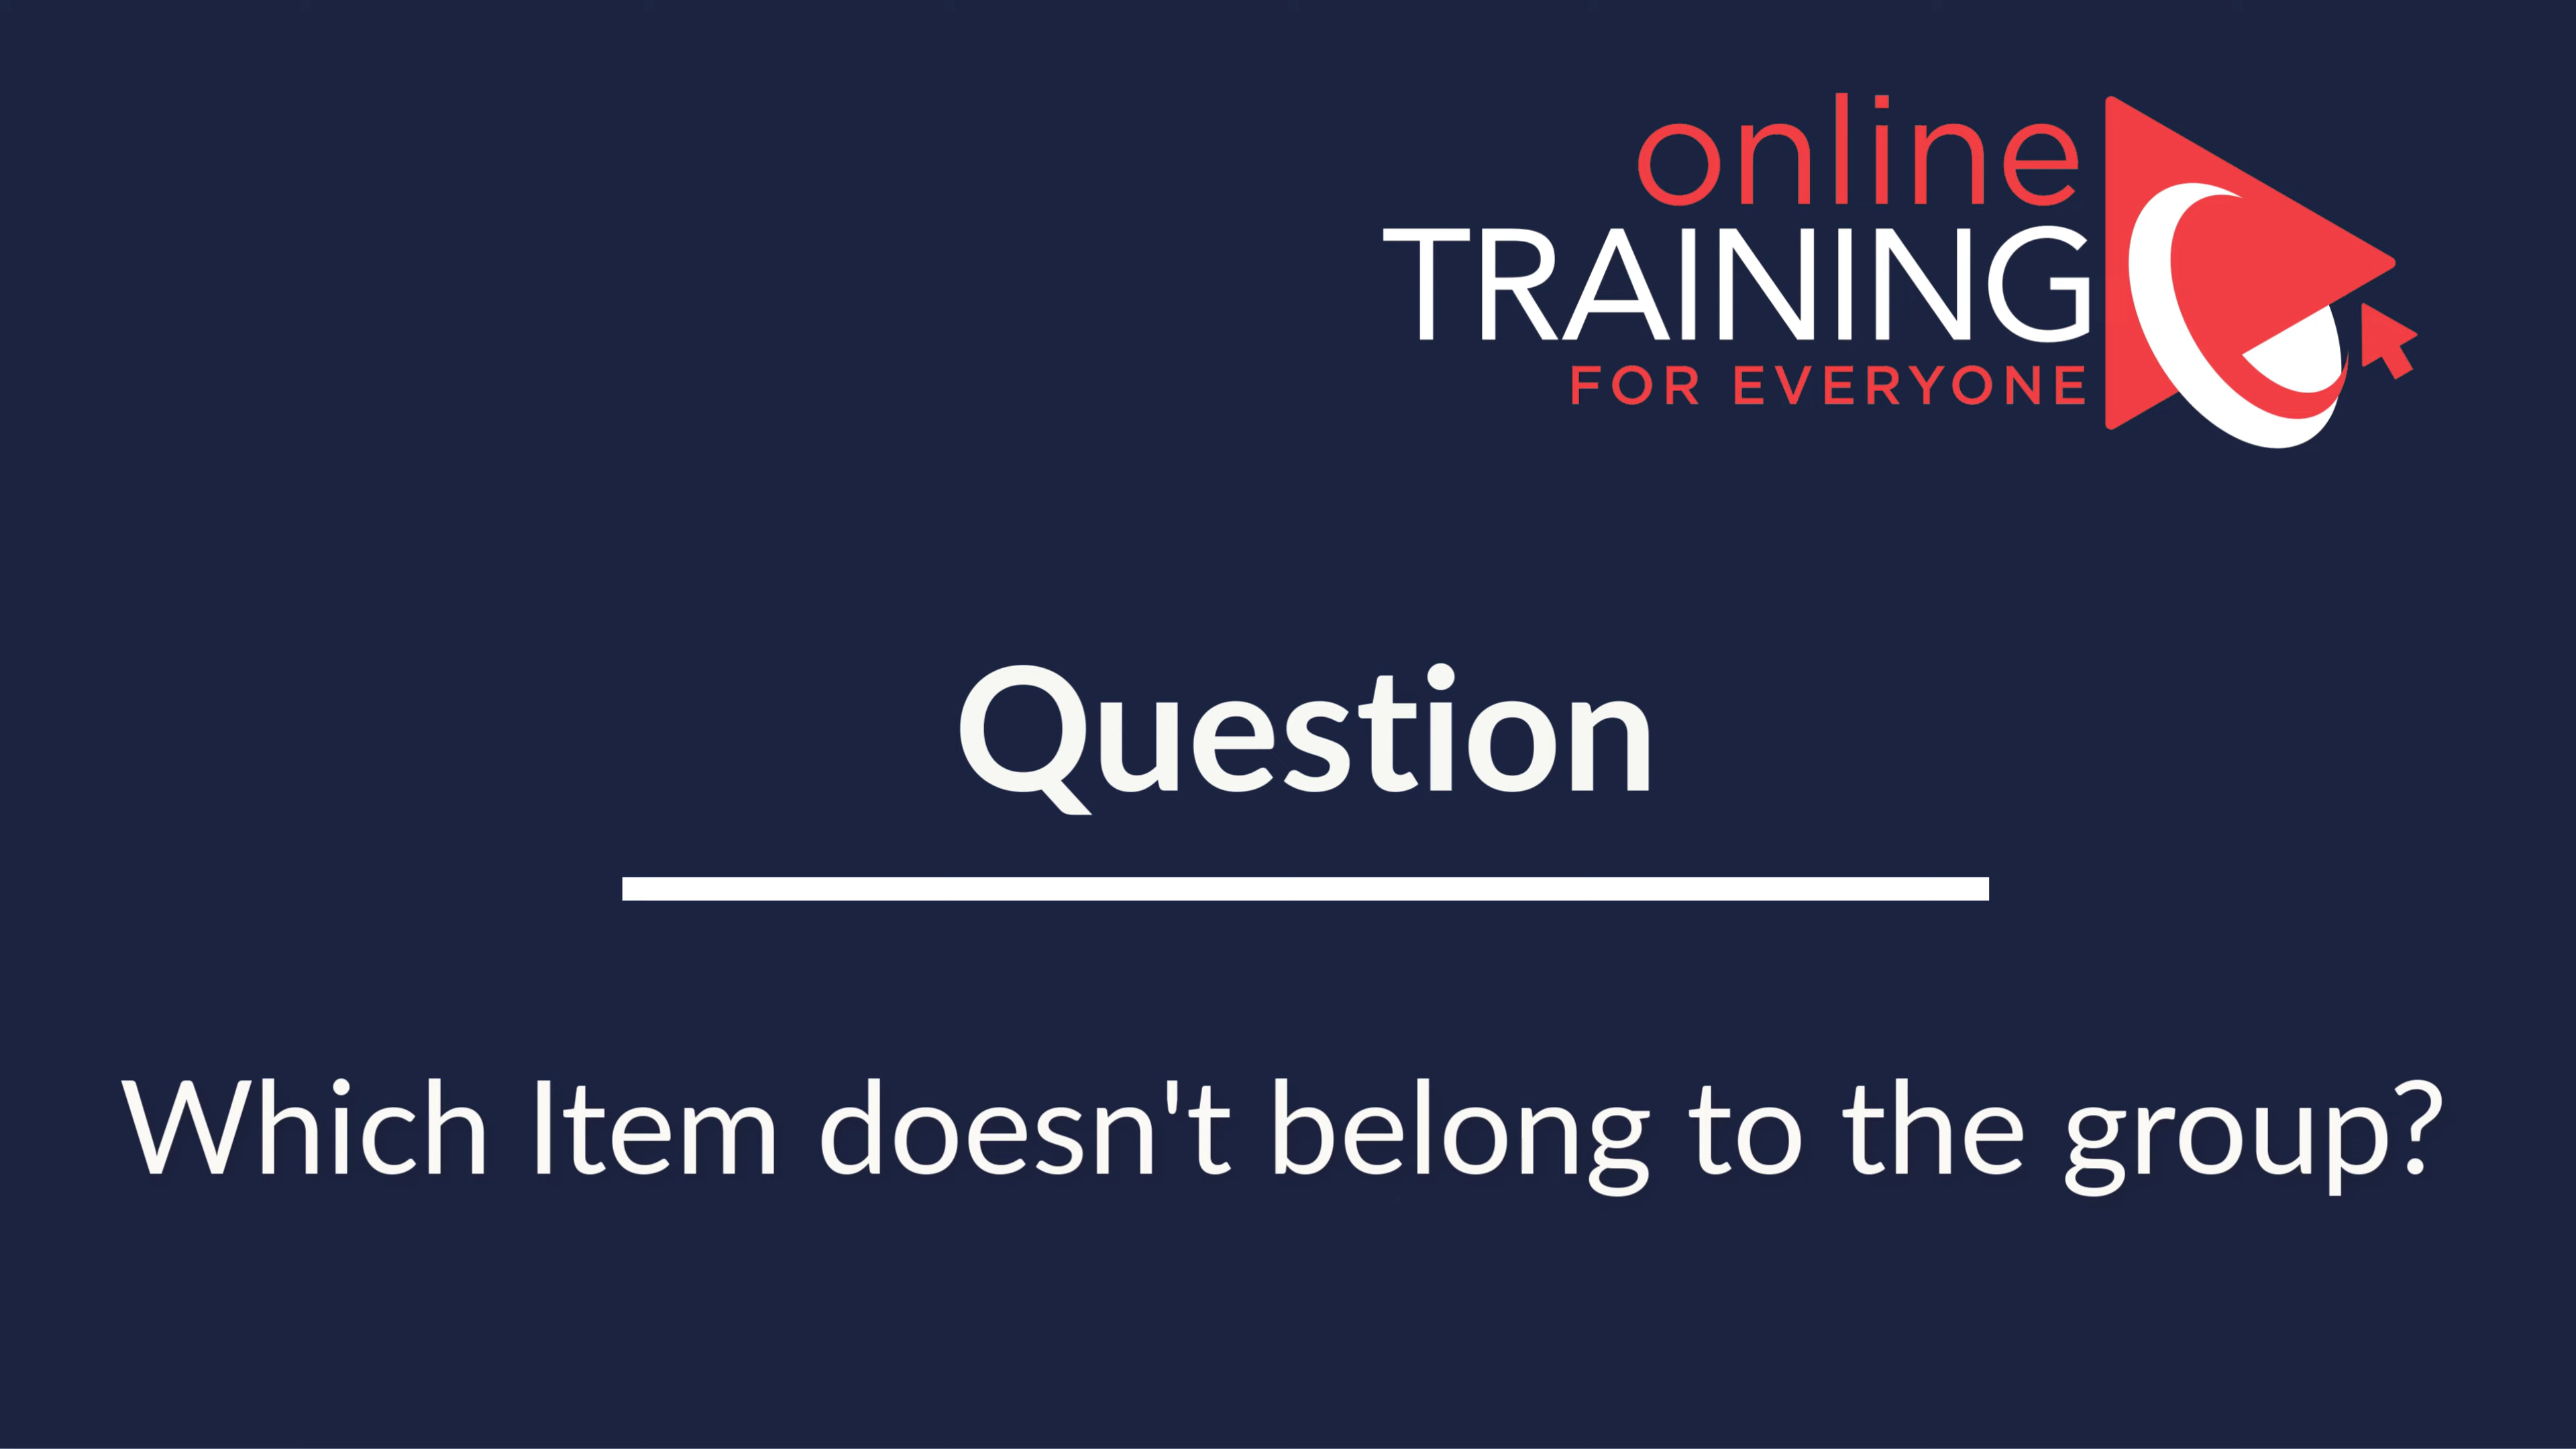 online
TRAINING
FOR EVERYONE
Question
Which Item doesn't belong to the group?